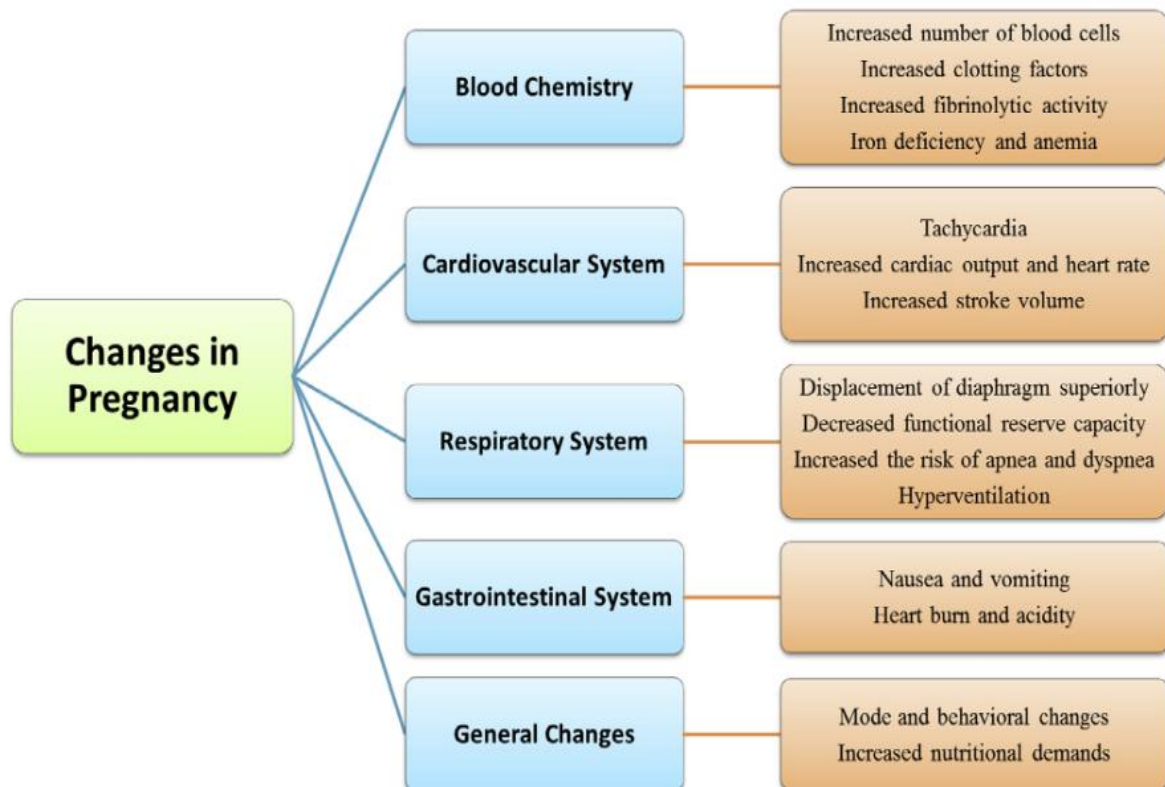 Changes in
Pregnancy
Blood Chemistry
Increased number of blood cells
Increased clotting factors
Increased fibrinolytic activity
Iron deficiency and anemia
Cardiovascular System
Tachycardia
Increased cardiac output and heart rate
Increased stroke volume
Respiratory System
Displacement of diaphragm superiorly
Decreased functional reserve capacity
Increased the risk of apnea and dyspnea
Hyperventilation
Gastrointestinal System
Nausea and vomiting
Heart burn and acidity
General Changes
Mode and behavioral changes
Increased nutritional demands